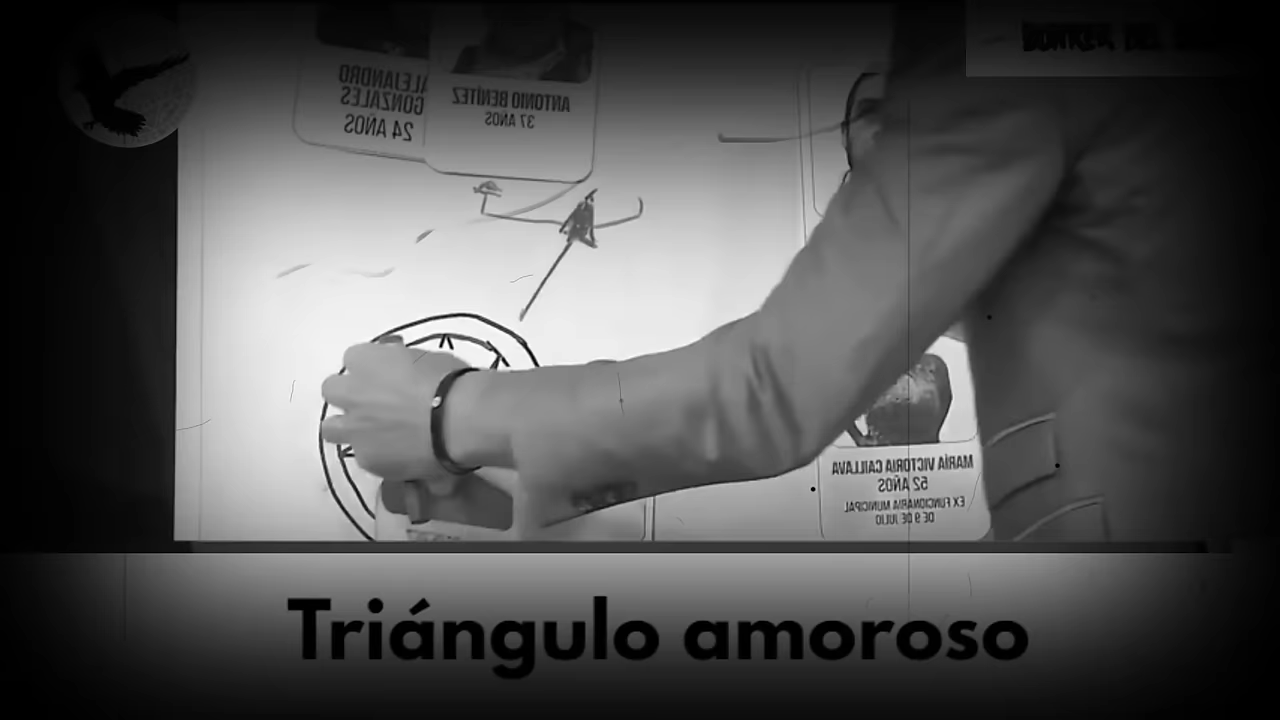 ALEJANDRO
GONZALES
24 AÑOS
ANTONIO BENÍTEZ
37 AÑOS
MARÍA VICTORIA CAILLAVA
52 AÑOS
EX FUNCIONARIA MUNICIPAL
DE 9 DE JULIO
Triángulo amoroso